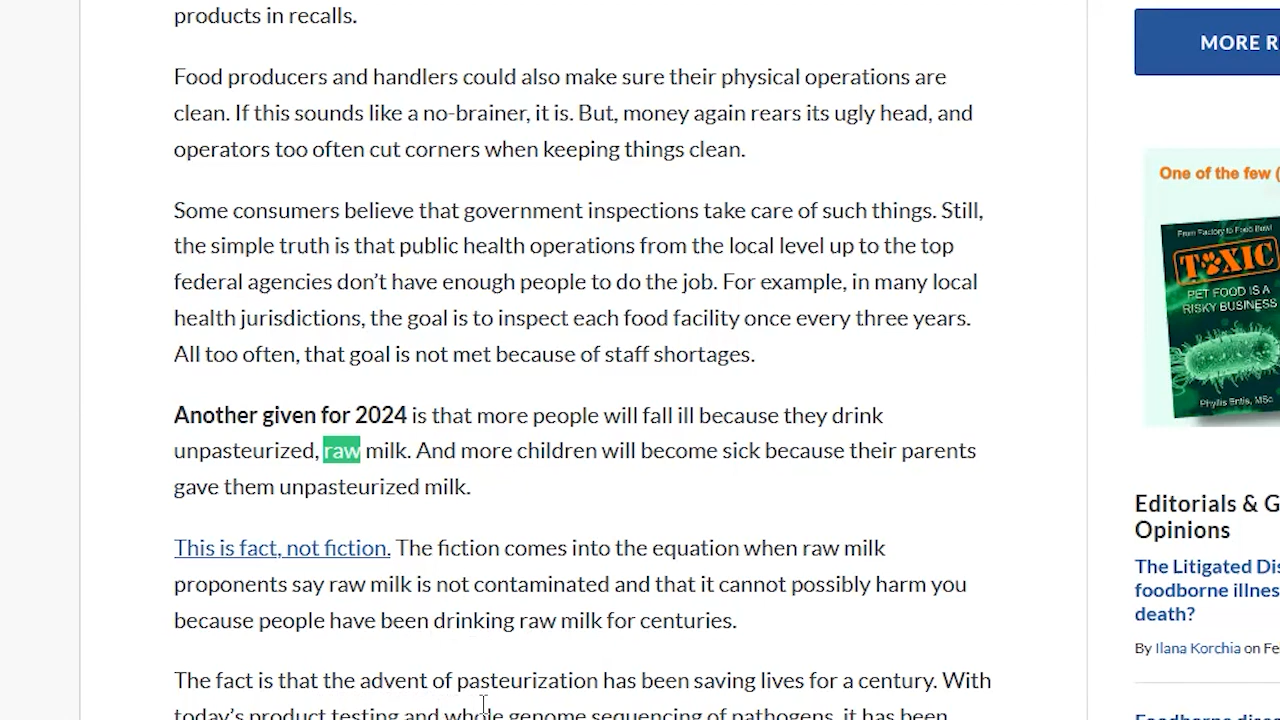 products in recalls.
Food producers and handlers could also make sure their physical operations are
clean. If this sounds like a no-brainer, it is. But, money again rears its ugly head, and
operators too often cut corners when keeping things clean.
Some consumers believe that government inspections take care of such things. Still,
the simple truth is that public health operations from the local level up to the top
federal agencies don’t have enough people to do the job. For example, in many local
health jurisdictions, the goal is to inspect each food facility once every three years.
All too often, that goal is not met because of staff shortages.
Another given for 2024 is that more people will fall ill because they drink
unpasteurized, raw milk. And more children will become sick because their parents
gave them unpasteurized milk.
This is fact, not fiction. The fiction comes into the equation when raw milk
proponents say raw milk is not contaminated and that it cannot possibly harm you
because people have been drinking raw milk for centuries.
The fact is that the advent of pasteurization has been saving lives for a century. With
today’s product testing and whole genome sequencing of pathogens, it has been
MORE R
One of the few (
From Factory to Food Bowl
TOXIC
PET FOOD IS A
RISKY BUSINESS
Phyllis Entis, MSc
Editorials & G
Opinions
The Litigated Dis
foodborne illnes
death?
By Ilana Korchia on Fe
Foodborne disea